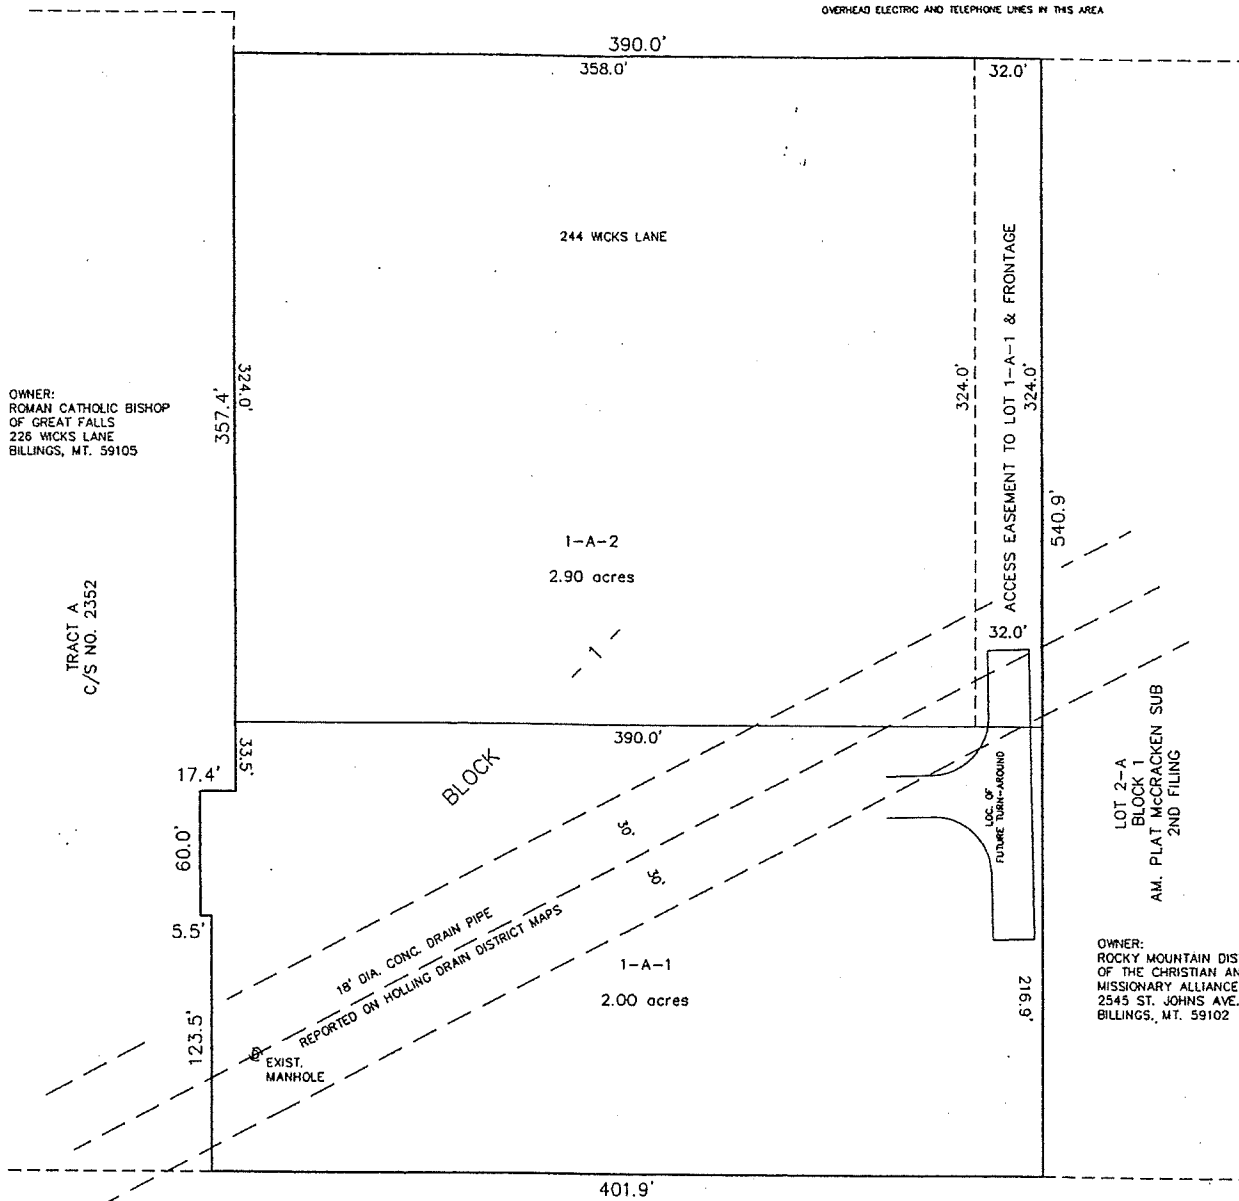 OVERHEAD ELECTRIC AND TELEPHONE LINES IN THIS AREA
390.0'
358.0'
32.0'
244 WICKS LANE
ACCESS EASEMENT TO LOT 1-A-1 & FRONTAGE
324.0'
324.0'
324.0'
357.4'
OWNER:
ROMAN CATHOLIC BISHOP
OF GREAT FALLS
226 WICKS LANE
BILLINGS, MT. 59105
540.9'
1-A-2
2.90 acres
TRACT A
C/S NO. 2352
1
32.0'
390.0'
33.5'
17.4'
BLOCK
LOC. OF
FUTURE TURN-AROUND
LOT 2-A
BLOCK 1
AM. PLAT McCRACKEN SUB
2ND FILING
60.0'
30'
30'
5.5'
18' DIA. CONC. DRAIN PIPE
REPORTED ON HOLLING DRAIN DISTRICT MAPS
1-A-1
2.00 acres
216.9'
OWNER:
ROCKY MOUNTAIN DIS
OF THE CHRISTIAN AN
MISSIONARY ALLIANCE
2545 ST. JOHNS AVE.
BILLINGS, MT. 59102
123.5'
EXIST.
MANHOLE
401.9'